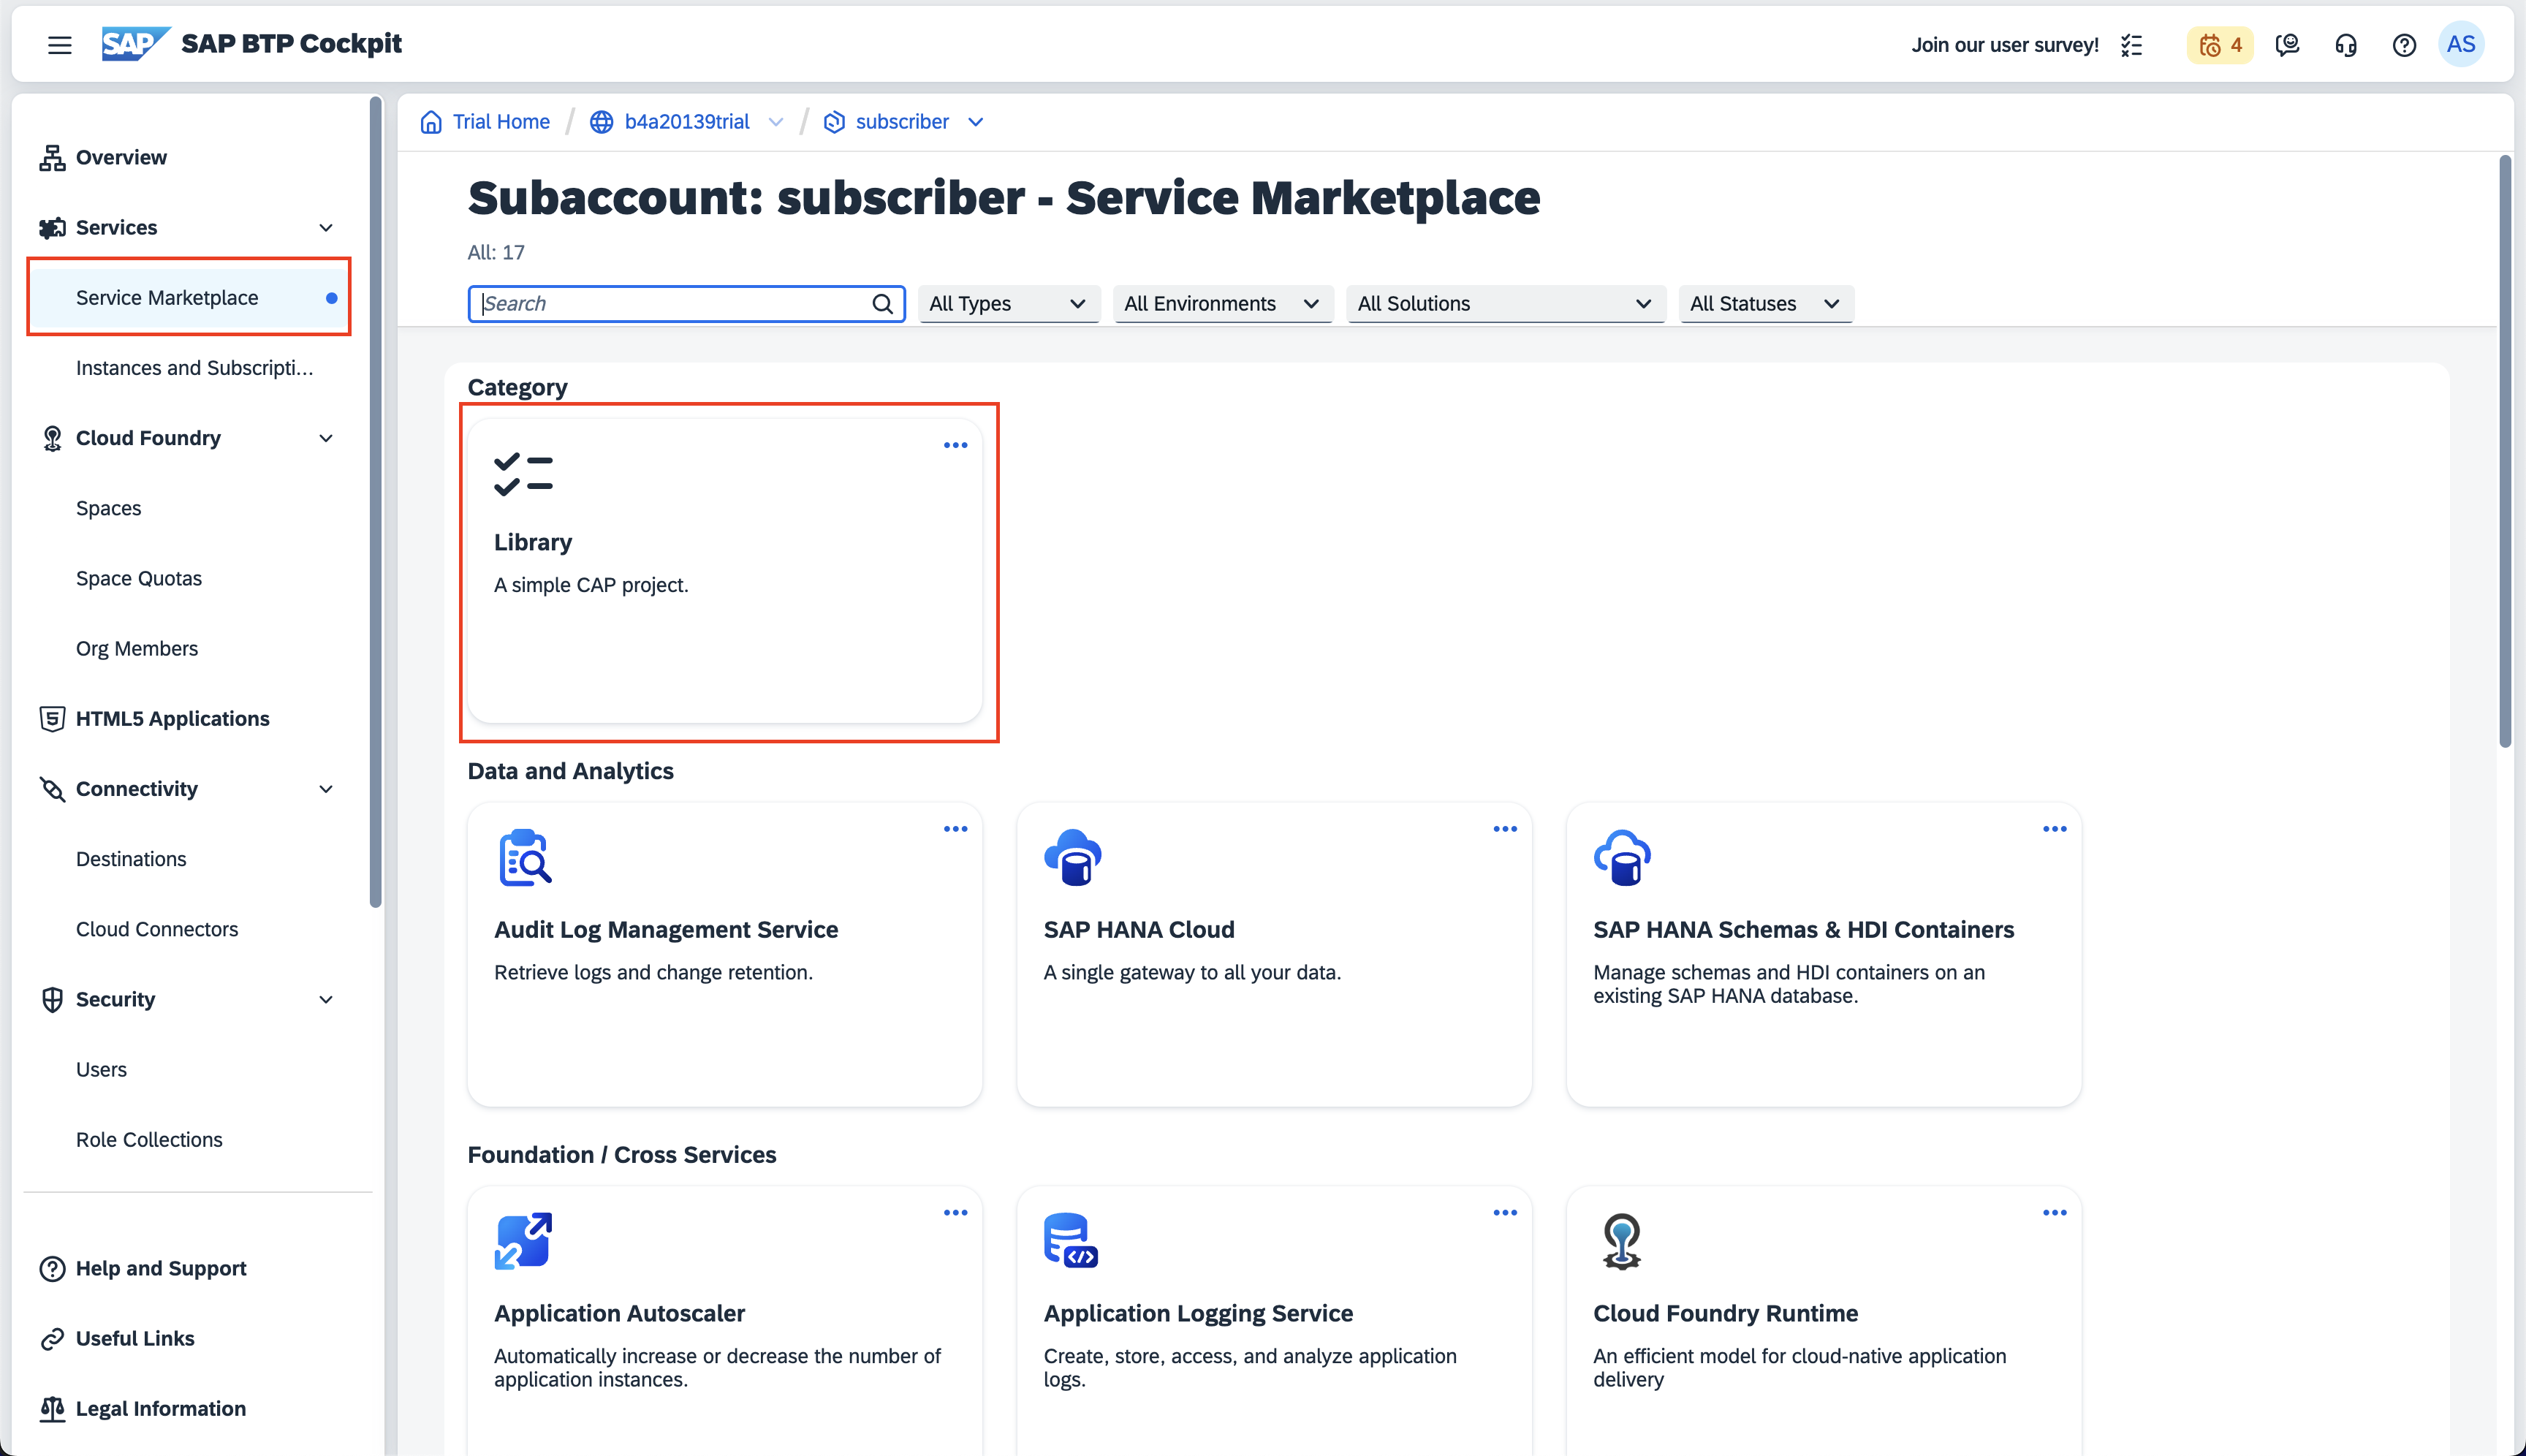 SAP SAP BTP Cockpit
Join our user survey!
4
AS
Overview
Services
Service Marketplace
Instances and Subscripti...
Cloud Foundry
Spaces
Space Quotas
Org Members
HTML5 Applications
Connectivity
Destinations
Cloud Connectors
Security
Users
Role Collections
Help and Support
Useful Links
Legal Information
Trial Home / b4a20139trial / subscriber
Subaccount: subscriber - Service Marketplace
All: 17
Search
All Types
All Environments
All Solutions
All Statuses
Category
Library
A simple CAP project.
Data and Analytics
Audit Log Management Service
Retrieve logs and change retention.
SAP HANA Cloud
A single gateway to all your data.
SAP HANA Schemas & HDI Containers
Manage schemas and HDI containers on an
existing SAP HANA database.
Foundation / Cross Services
Application Autoscaler
Automatically increase or decrease the number of
application instances.
Application Logging Service
Create, store, access, and analyze application
logs.
Cloud Foundry Runtime
An efficient model for cloud-native application
delivery